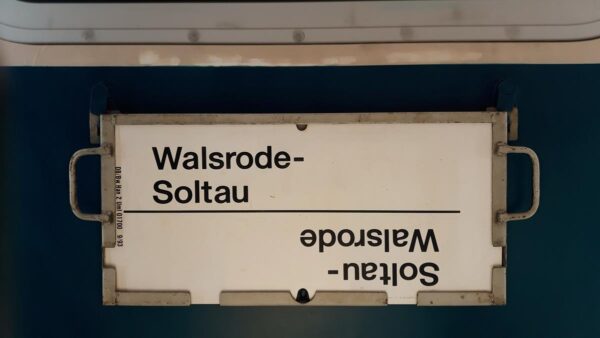 Walsrode-
Soltau
Soltau-
Walsrode